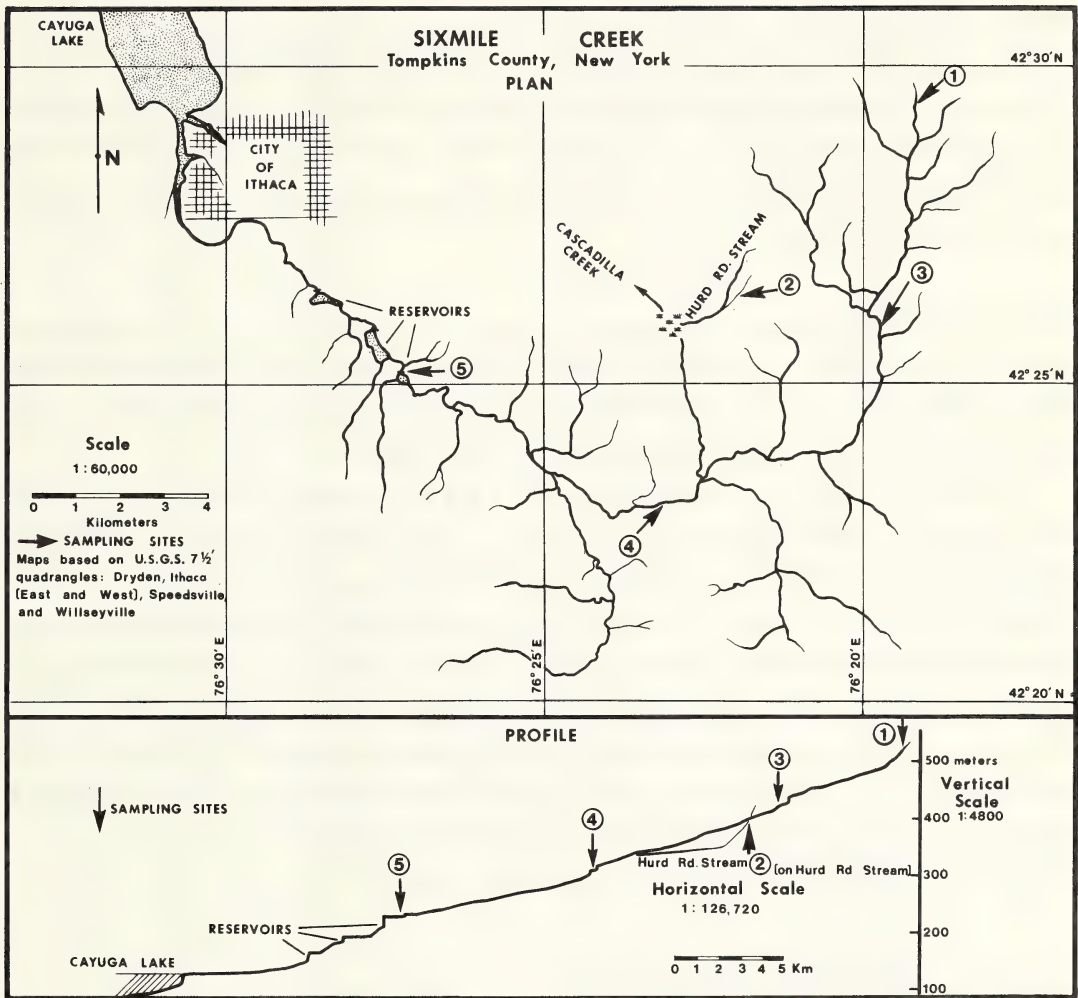 CAYUGA
LAKE
SIXMILE CREEK
Tompkins County, New York
PLAN
42° 30' N
①
N
CITY
OF
ITHACA
CASCADILLA
CREEK
HURD RD. STREAM
②
③
RESERVOIRS
⑤
42° 25' N
Scale
1:60,000
0 1 2 3 4
Kilometers
SAMPLING SITES
Maps based on U.S.G.S. 7½'
quadrangles: Dryden, Ithaca
(East and West), Speedsville,
and Willseyville
④
76° 30' E
76° 25' E
76° 20' E
42° 20' N
PROFILE
①
500 meters
Vertical
Scale
1:4800
③
SAMPLING SITES
④
400
Hurd Rd. Stream ② (on Hurd Rd Stream)
300
⑤
Horizontal Scale
1:126,720
RESERVOIRS
200
CAYUGA LAKE
0 1 2 3 4 5 Km
100